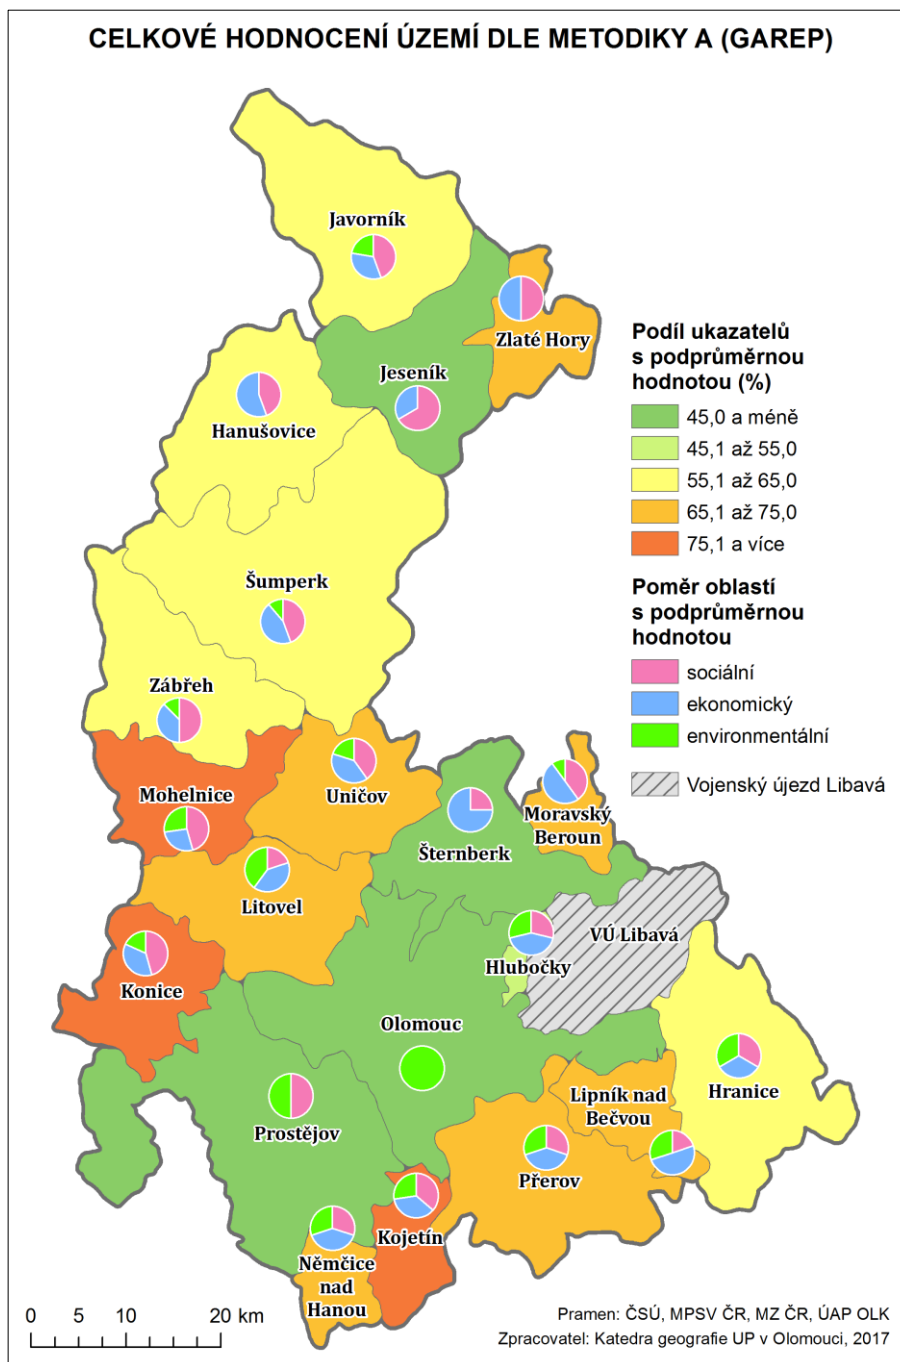 CELKOVÉ HODNOCENÍ ÚZEMÍ DLE METODIKY A (GAREP)
Javorník
Zlaté Hory
Jeseník
Hanušovice
Šumperk
Zábřeh
Mohelnice
Uničov
Moravský
Beroun
Šternberk
Litovel
VÚ Libavá
Hlubočky
Konice
Olomouc
Hranice
Lipník nad
Bečvou
Prostějov
Přerov
Kojetín
Němčice
nad
Hanou
Podíl ukazatelů
s podprůměrnou
hodnotou (%)
45,0 a méně
45,1 až 55,0
55,1 až 65,0
65,1 až 75,0
75,1 a více
Poměr oblastí
s podprůměrnou
hodnotou
sociální
ekonomický
environmentální
Vojenský újezd Libavá
0 5 10 20 km
Pramen: ČSÚ, MPSV ČR, MZ ČR, ÚAP OLK
Zpracovatel: Katedra geografie UP v Olomouci, 2017